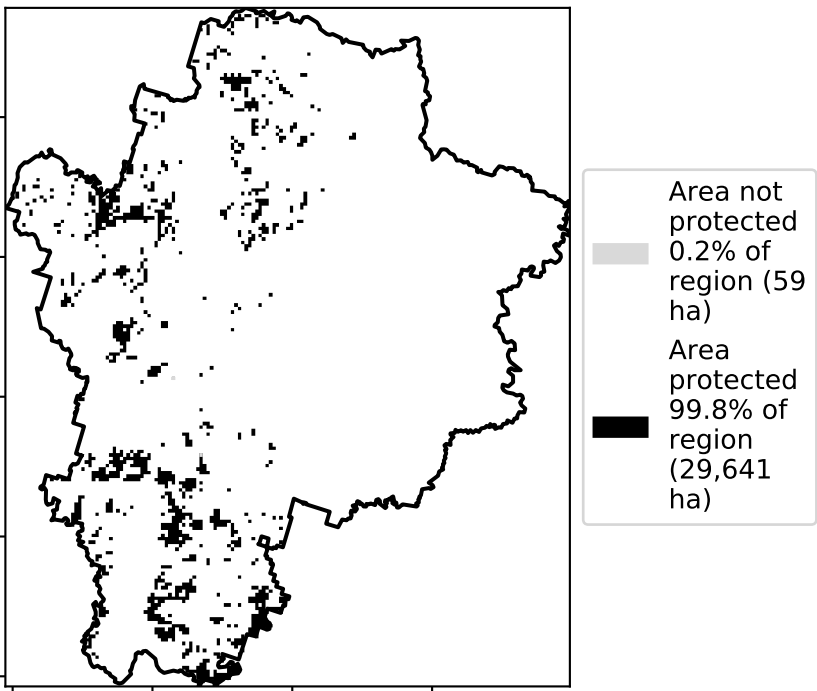 Area not
protected
0.2% of
region (59
ha)
Area
protected
99.8% of
region
(29,641
ha)